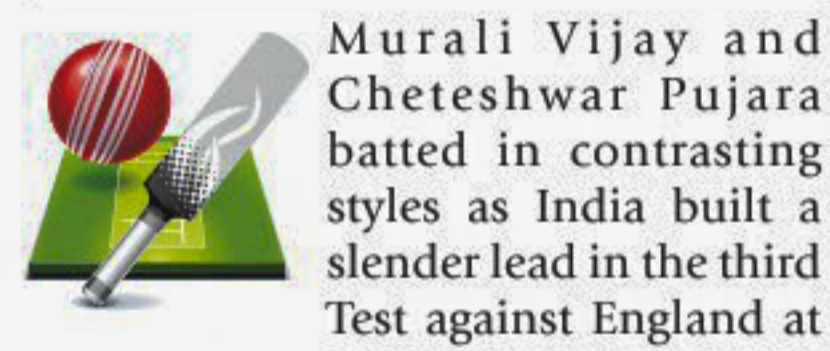 Murali Vijay and
Cheteshwar Pujara
batted in contrasting
styles as India built a
slender lead in the third
Test against England at